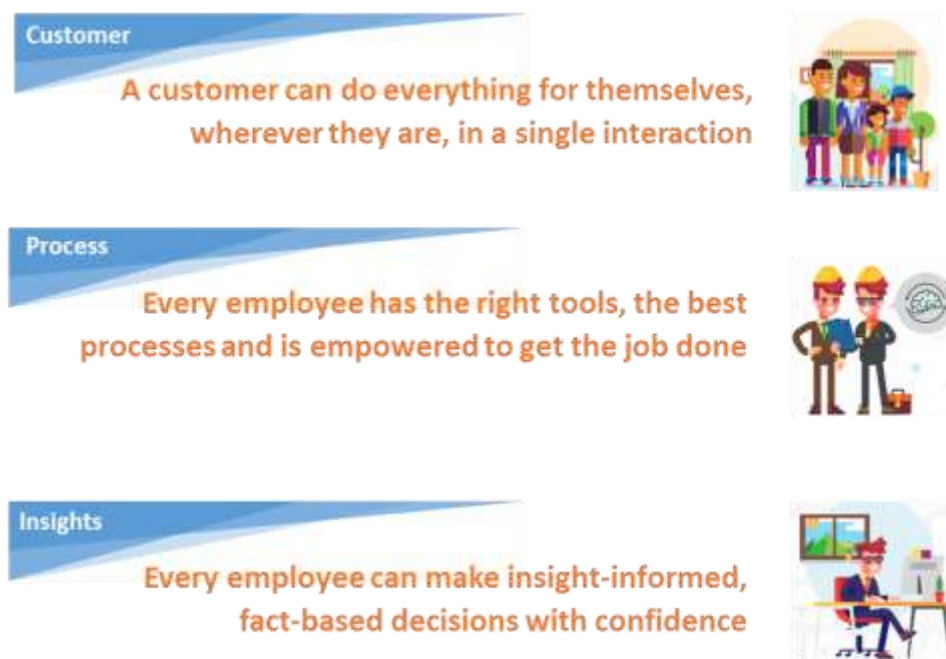 Customer
A customer can do everything for themselves,
wherever they are, in a single interaction
Process
Every employee has the right tools, the best
processes and is empowered to get the job done
Insights
Every employee can make insight-informed,
fact-based decisions with confidence